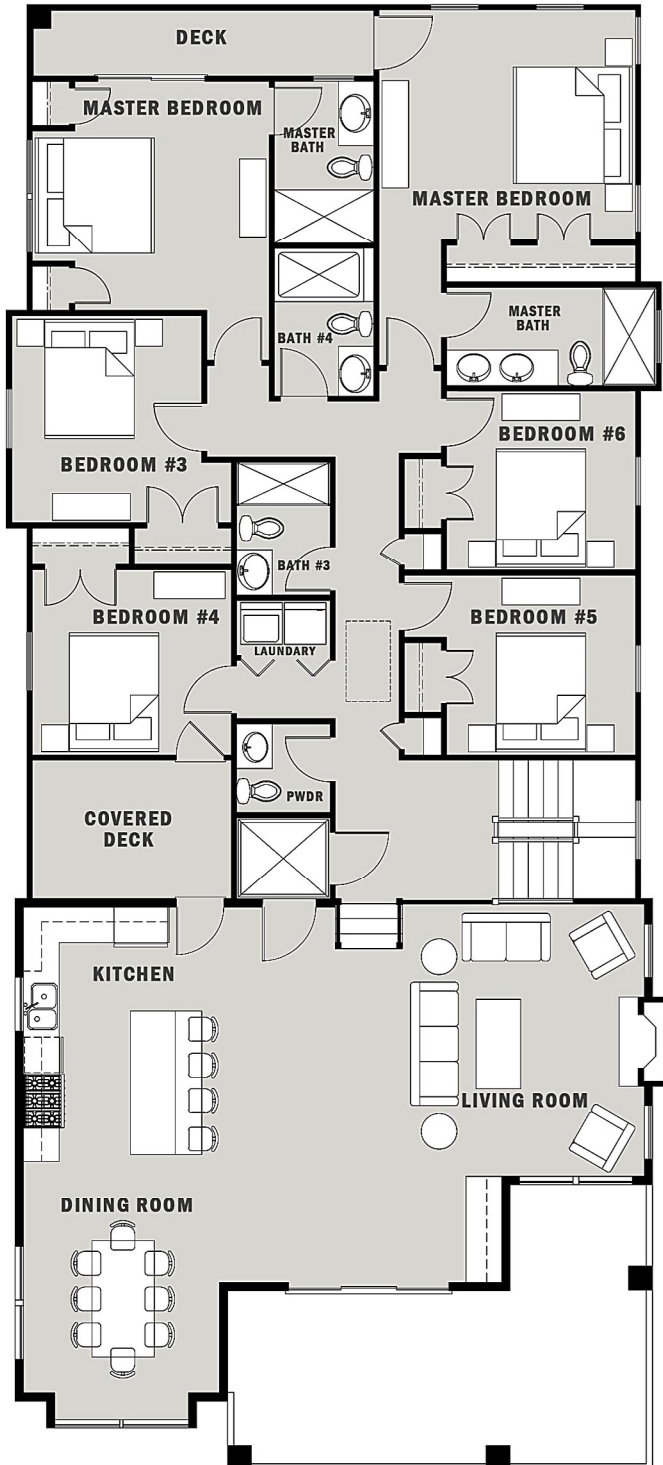 DECK
MASTER BEDROOM
MASTER
BATH
MASTER BEDROOM
BATH #4
MASTER
BATH
BEDROOM #3
BEDROOM #6
BATH #3
BEDROOM #4
BEDROOM #5
LAUNDARY
PWDR
COVERED
DECK
KITCHEN
LIVING ROOM
DINING ROOM